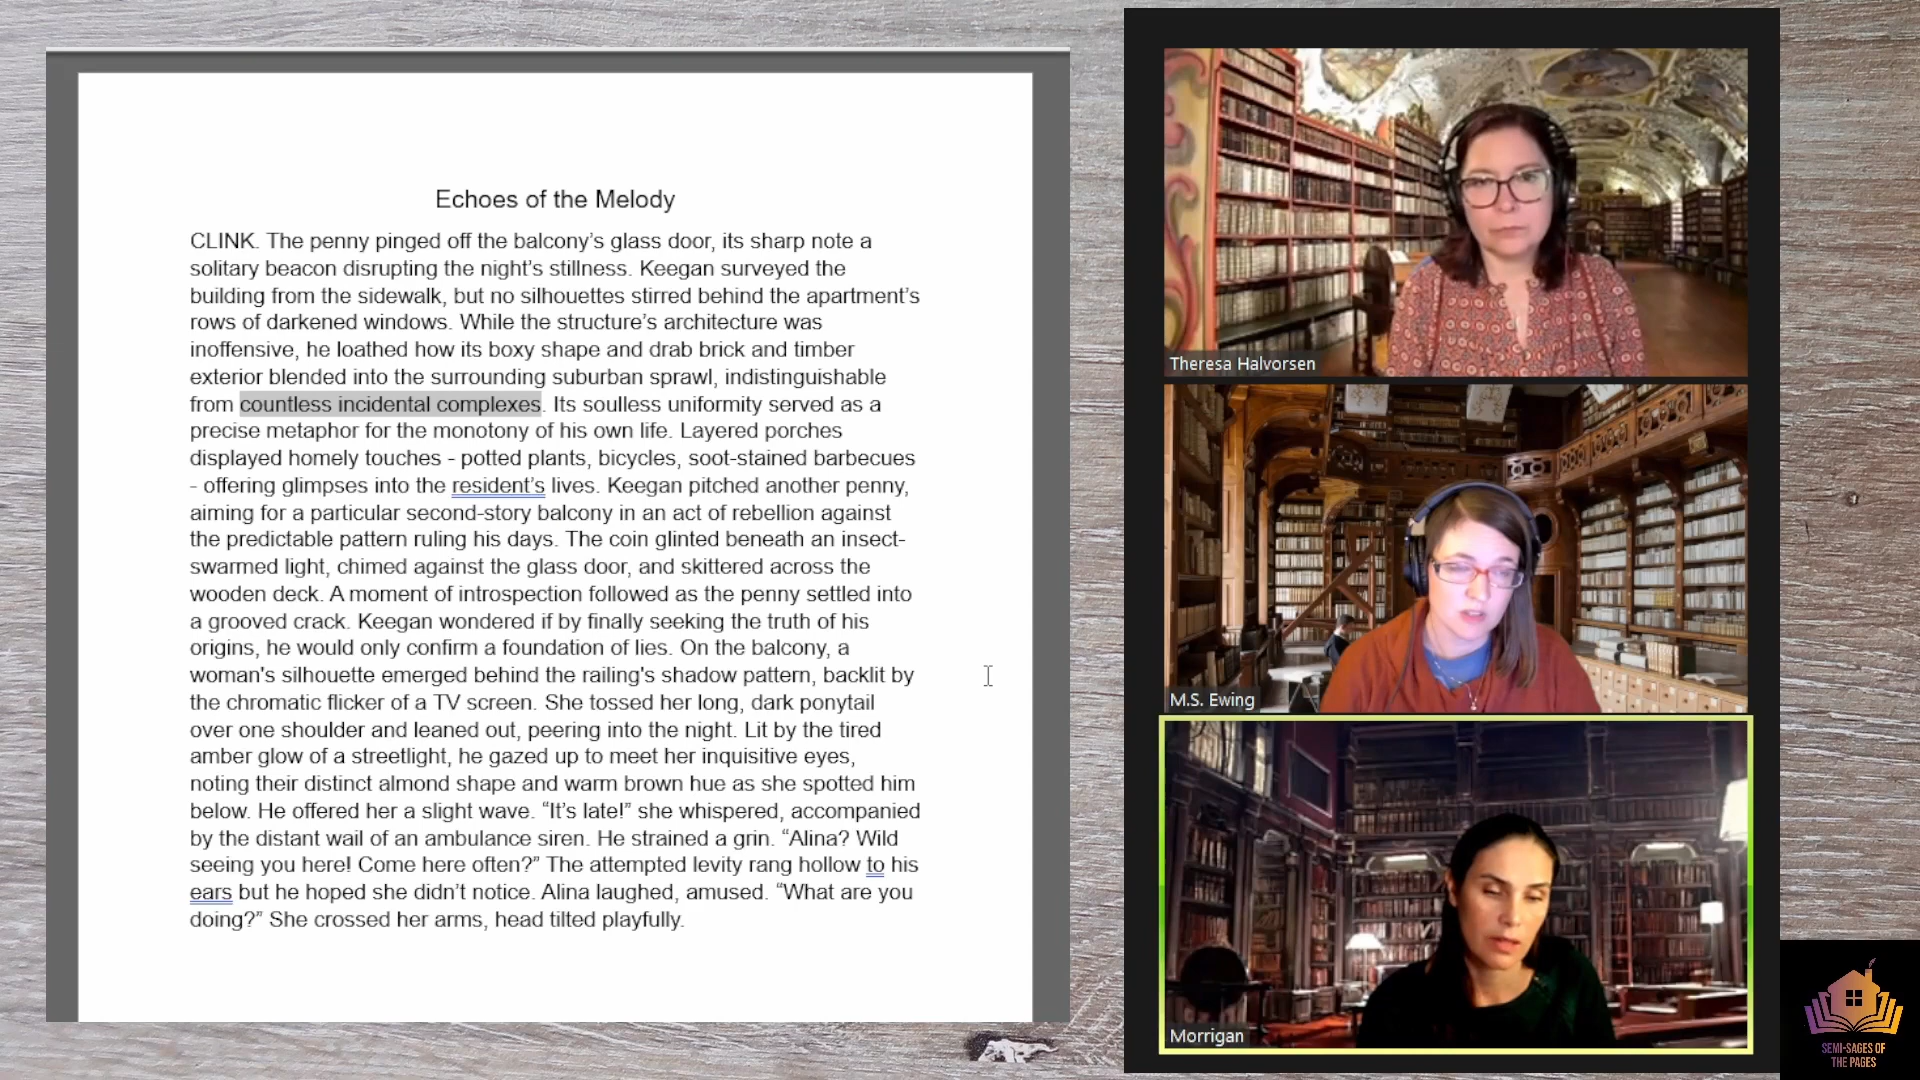 Echoes of the Melody
CLINK. The penny pinged off the balcony’s glass door, its sharp note a
solitary beacon disrupting the night’s stillness. Keegan surveyed the
building from the sidewalk, but no silhouettes stirred behind the apartment’s
rows of darkened windows. While the structure’s architecture was
inoffensive, he loathed how its boxy shape and drab brick and timber
exterior blended into the surrounding suburban sprawl, indistinguishable
from countless incidental complexes. Its soulless uniformity served as a
precise metaphor for the monotony of his own life. Layered porches
displayed homely touches - potted plants, bicycles, soot-stained barbecues
- offering glimpses into the resident’s lives. Keegan pitched another penny,
aiming for a particular second-story balcony in an act of rebellion against
the predictable pattern ruling his days. The coin glinted beneath an insect-
swarmed light, chimed against the glass door, and skittered across the
wooden deck. A moment of introspection followed as the penny settled into
a grooved crack. Keegan wondered if by finally seeking the truth of his
origins, he would only confirm a foundation of lies. On the balcony, a
woman's silhouette emerged behind the railing's shadow pattern, backlit by
the chromatic flicker of a TV screen. She tossed her long, dark ponytail
over one shoulder and leaned out, peering into the night. Lit by the tired
amber glow of a streetlight, he gazed up to meet her inquisitive eyes,
noting their distinct almond shape and warm brown hue as she spotted him
below. He offered her a slight wave. “It’s late!” she whispered, accompanied
by the distant wail of an ambulance siren. He strained a grin. “Alina? Wild
seeing you here! Come here often?” The attempted levity rang hollow to his
ears but he hoped she didn’t notice. Alina laughed, amused. “What are you
doing?” She crossed her arms, head tilted playfully.
Theresa Halvorsen
M.S. Ewing
Morrigan
SEMI-SAGES OF
THE PAGES